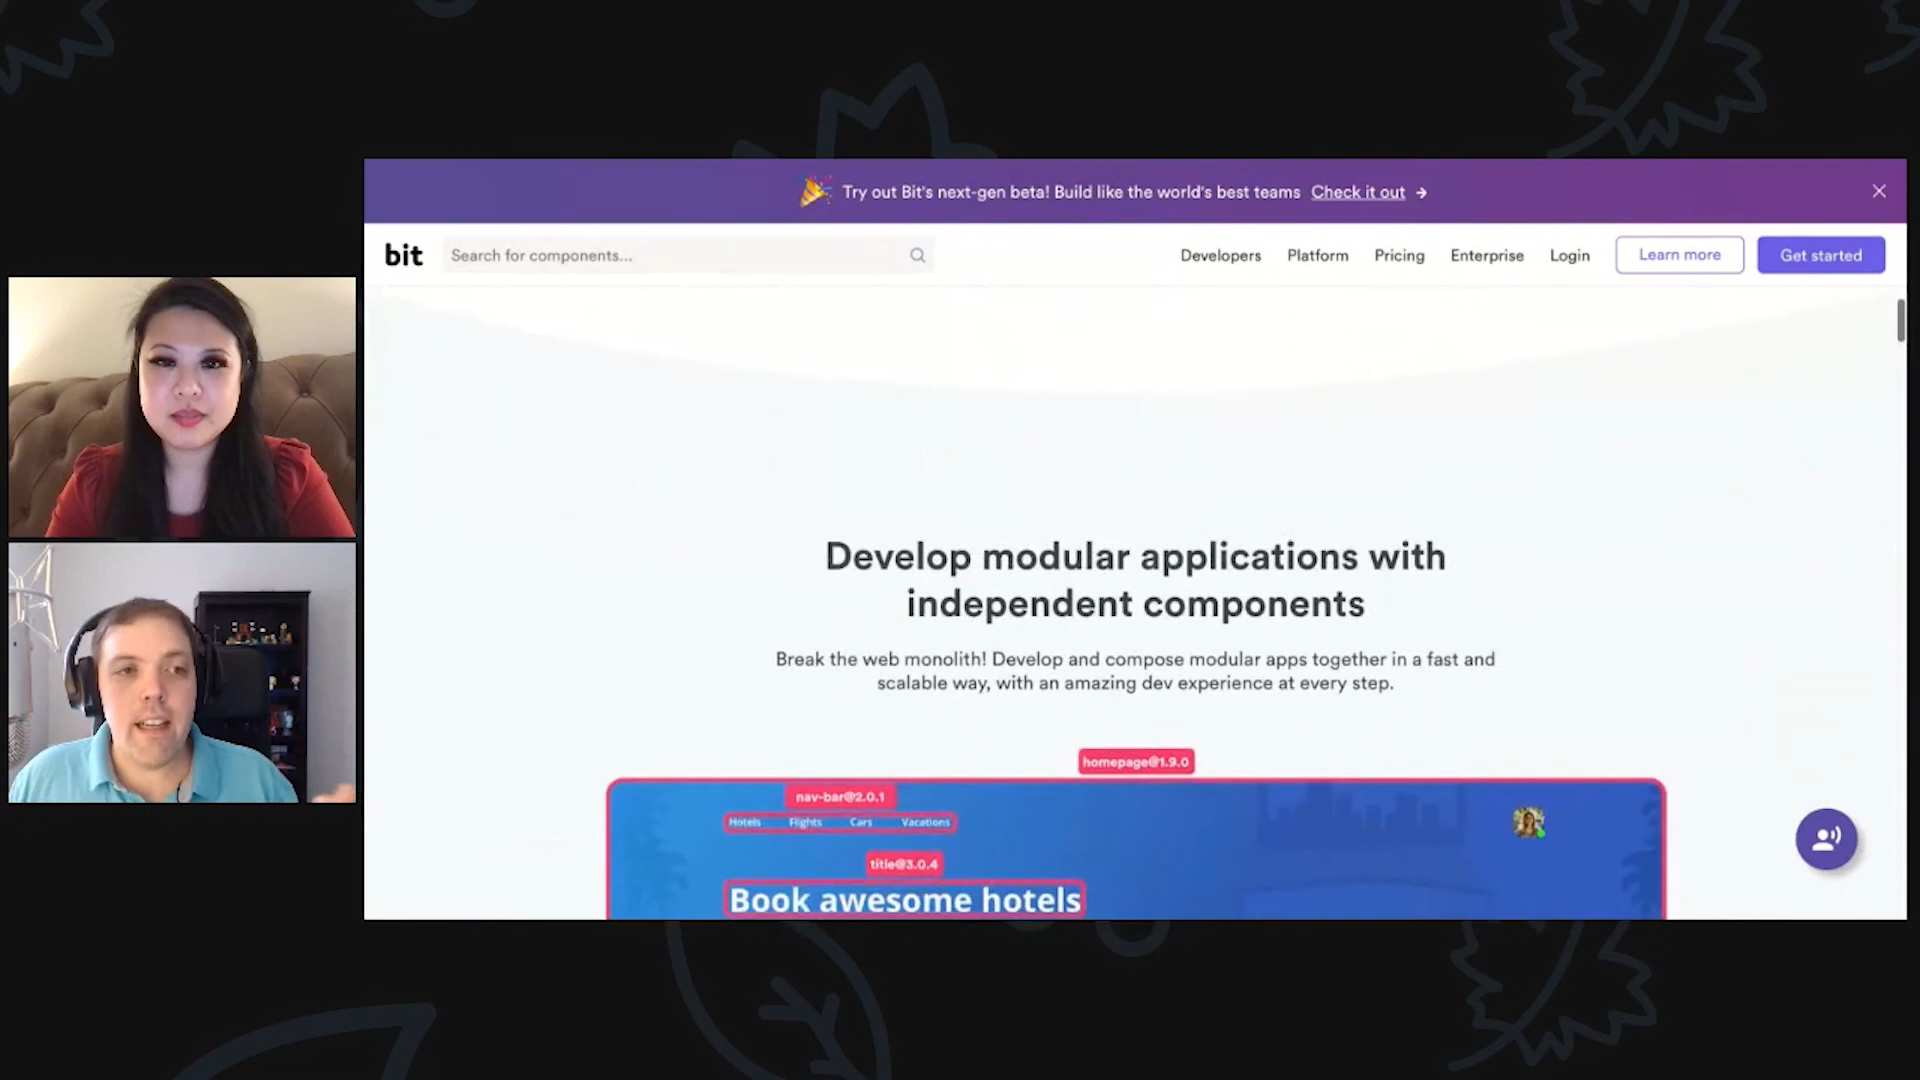 Try out Bit's next-gen beta! Build like the world's best teams Check it out →
bit
Search for components...
Developers Platform Pricing Enterprise Login Learn more Get started
Develop modular applications with
independent components
Break the web monolith! Develop and compose modular apps together in a fast and
scalable way, with an amazing dev experience at every step.
homepage@1.9.0
nav-bar@2.0.1
Hotels Flights Cars Vacations
title@3.0.4
Book awesome hotels